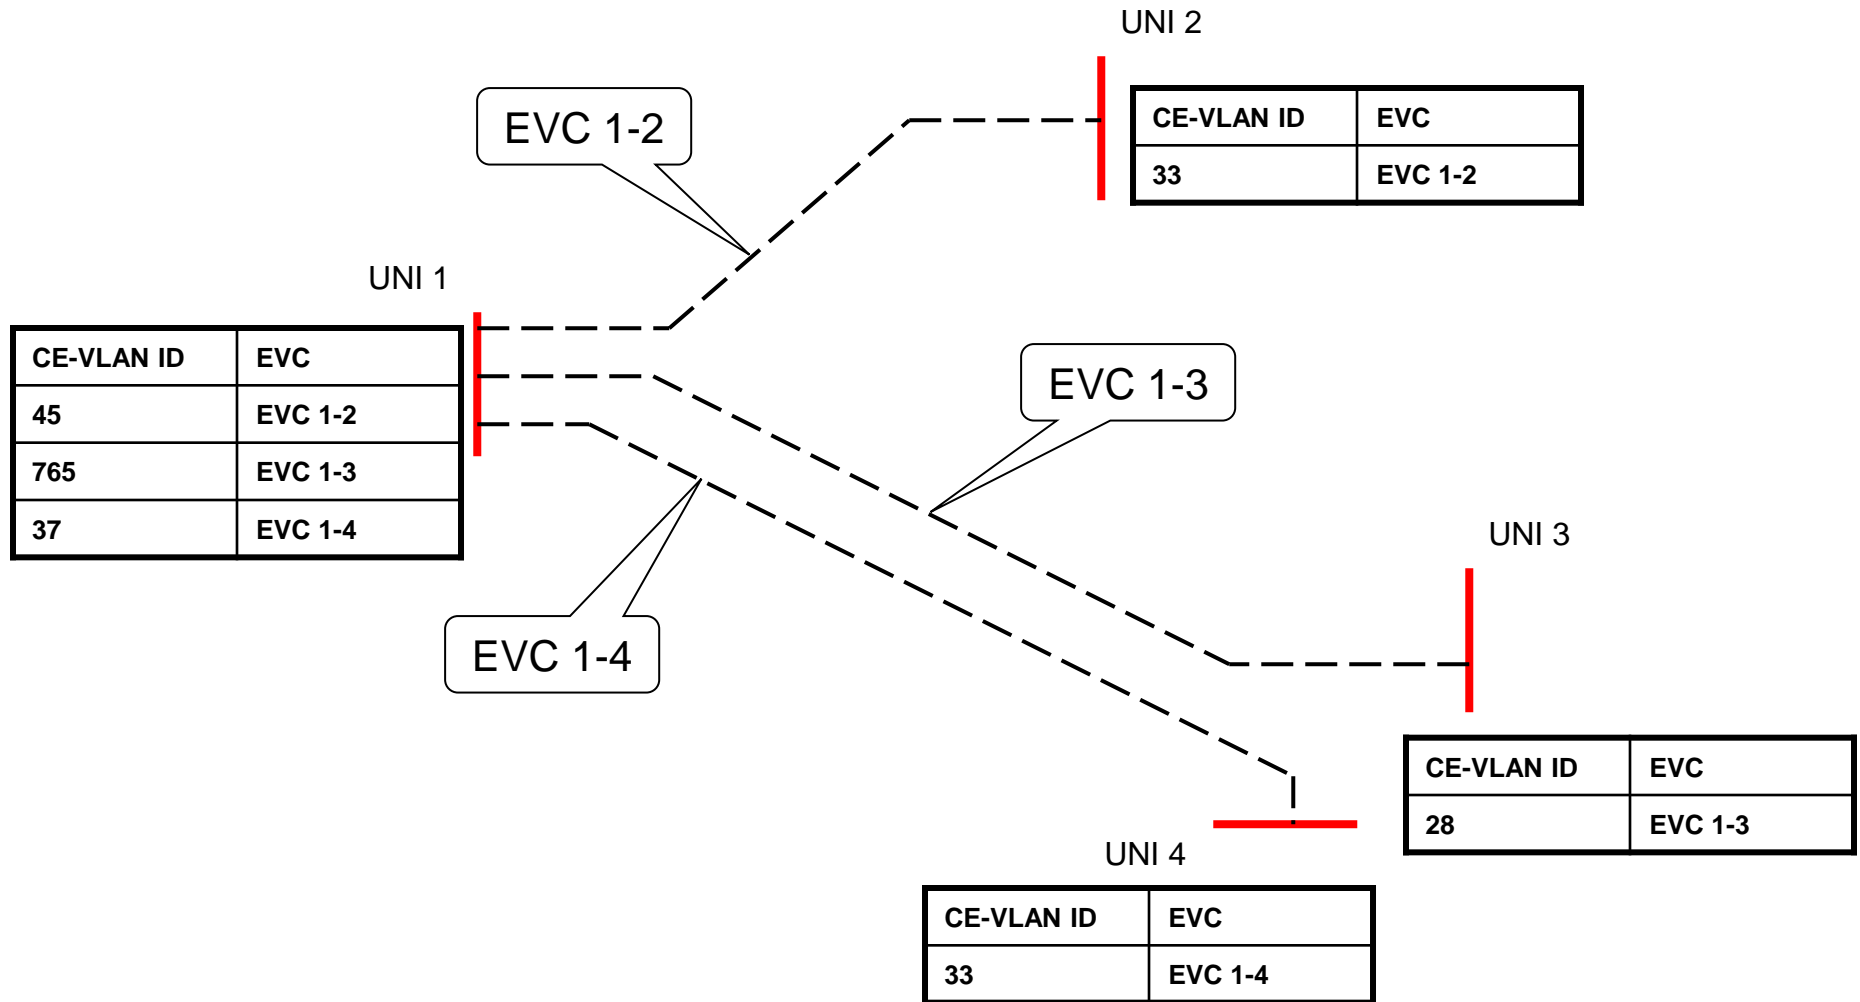 UNI 2
EVC 1-2
CE-VLAN ID EVC
33 EVC 1-2
UNI 1
CE-VLAN ID EVC
45 EVC 1-2
765 EVC 1-3
37 EVC 1-4
EVC 1-3
UNI 3
EVC 1-4
CE-VLAN ID EVC
28 EVC 1-3
UNI 4
CE-VLAN ID EVC
33 EVC 1-4